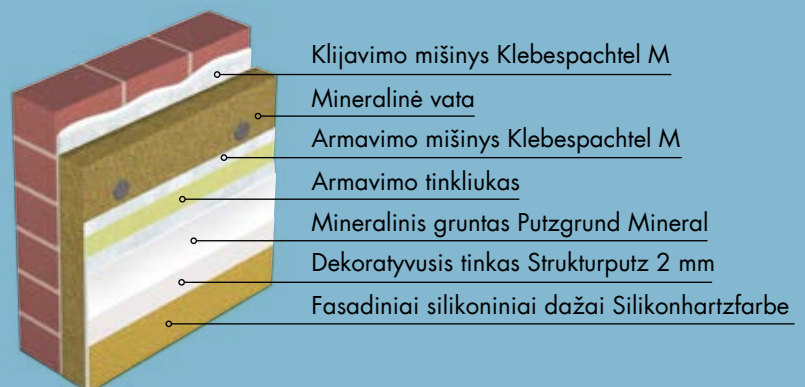 Klijavimo mišinys Klebespachtel M
Mineralinė vata
Armavimo mišinys Klebespachtel M
Armavimo tinkliukas
Mineralinis gruntas Putzgrund Mineral
Dekoratyvusis tinkas Strukturputz 2 mm
Fasadiniai silikoniniai dažai Silikonhartzfarbe